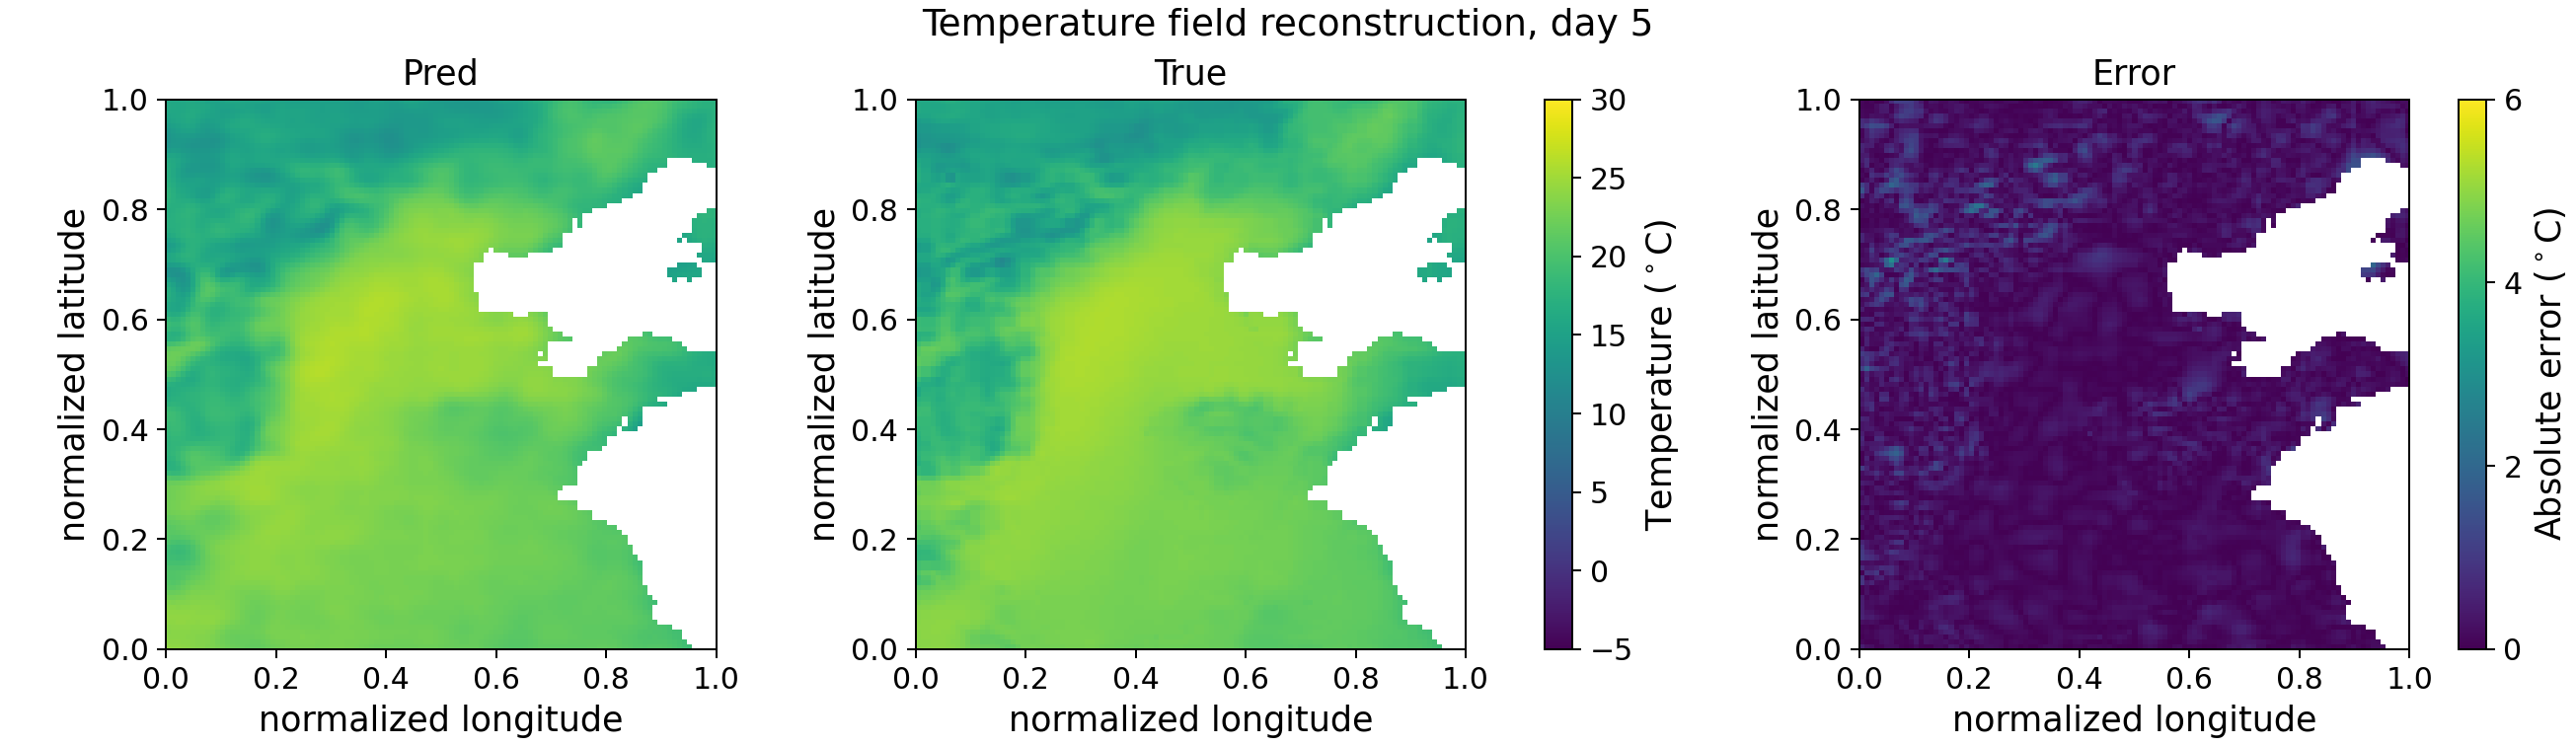 Temperature field reconstruction, day 5
Pred
True
Error
1.0
0.8
0.6
0.4
0.2
0.0
0.0 0.2 0.4 0.6 0.8 1.0
normalized longitude
normalized latitude
1.0
0.8
0.6
0.4
0.2
0.0
0.0 0.2 0.4 0.6 0.8 1.0
normalized longitude
normalized latitude
30
25
20
15
10
5
0
−5
Temperature (°C)
1.0
0.8
0.6
0.4
0.2
0.0
0.0 0.2 0.4 0.6 0.8 1.0
normalized longitude
normalized latitude
6
4
2
0
Absolute error (°C)